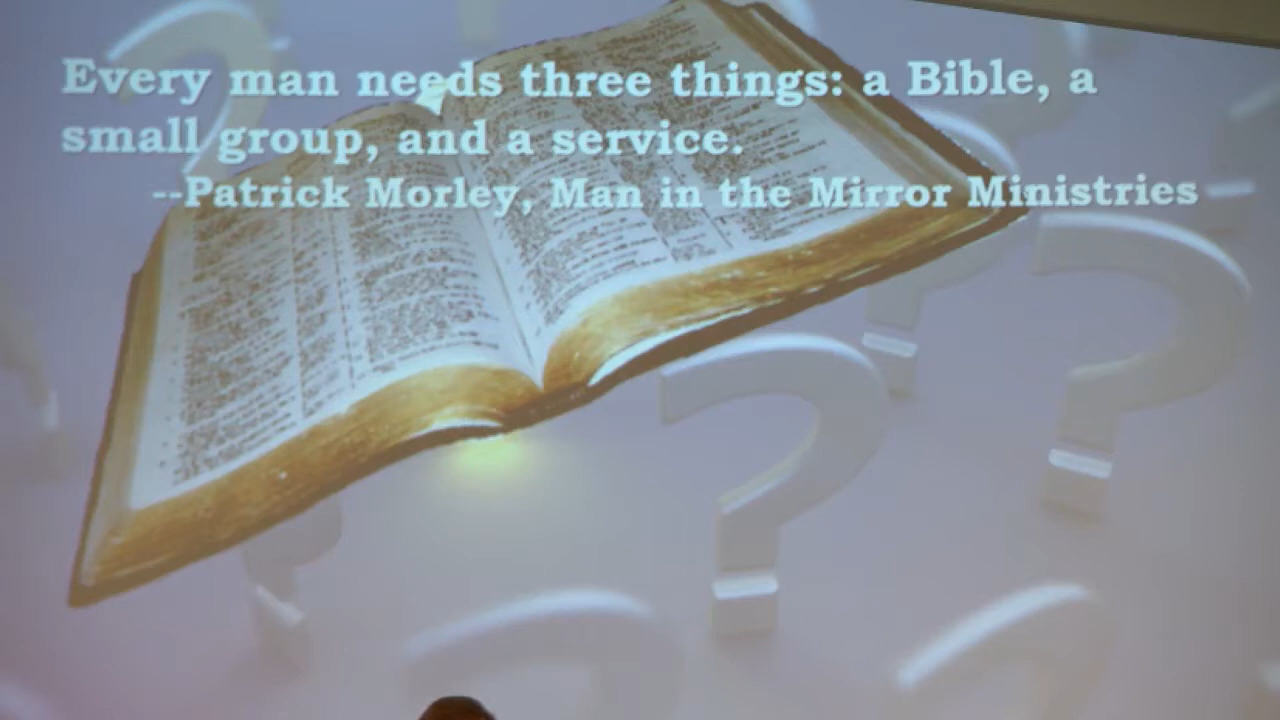 Every man needs three things: a Bible, a
small group, and a service.
--Patrick Morley, Man in the Mirror Ministries